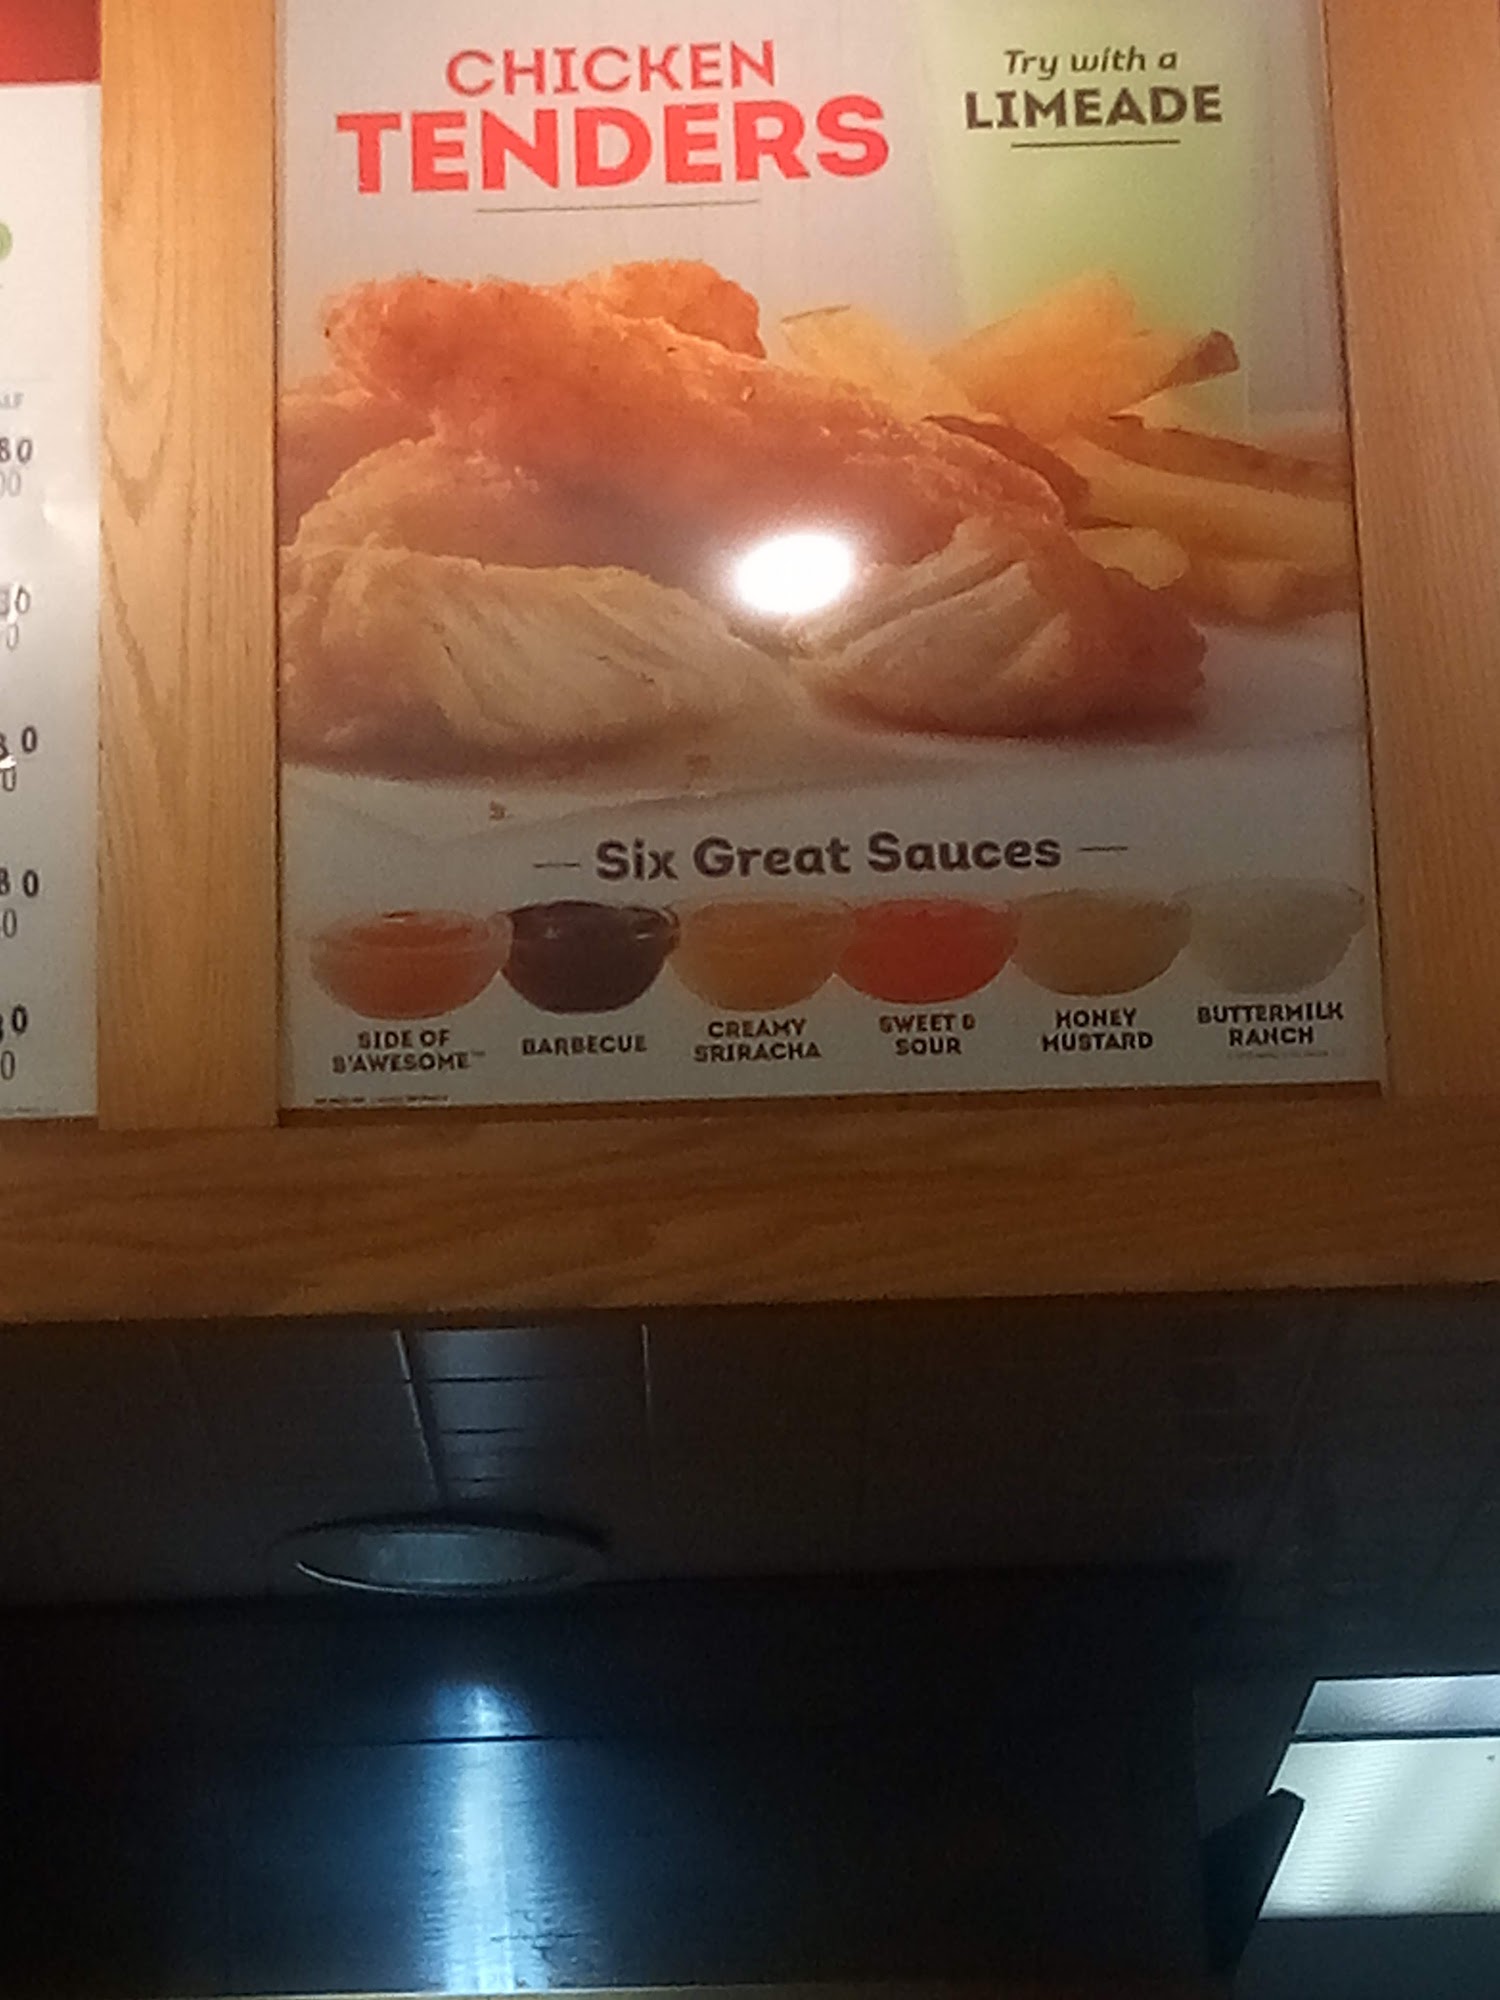 CHICKEN
TENDERS
Try with a
LIMEADE
Six Great Sauces
SIDE OF
S'AWESOME™
BARBECUE
CREAMY
SRIRACHA
SWEET &
SOUR
HONEY
MUSTARD
BUTTERMILK
RANCH